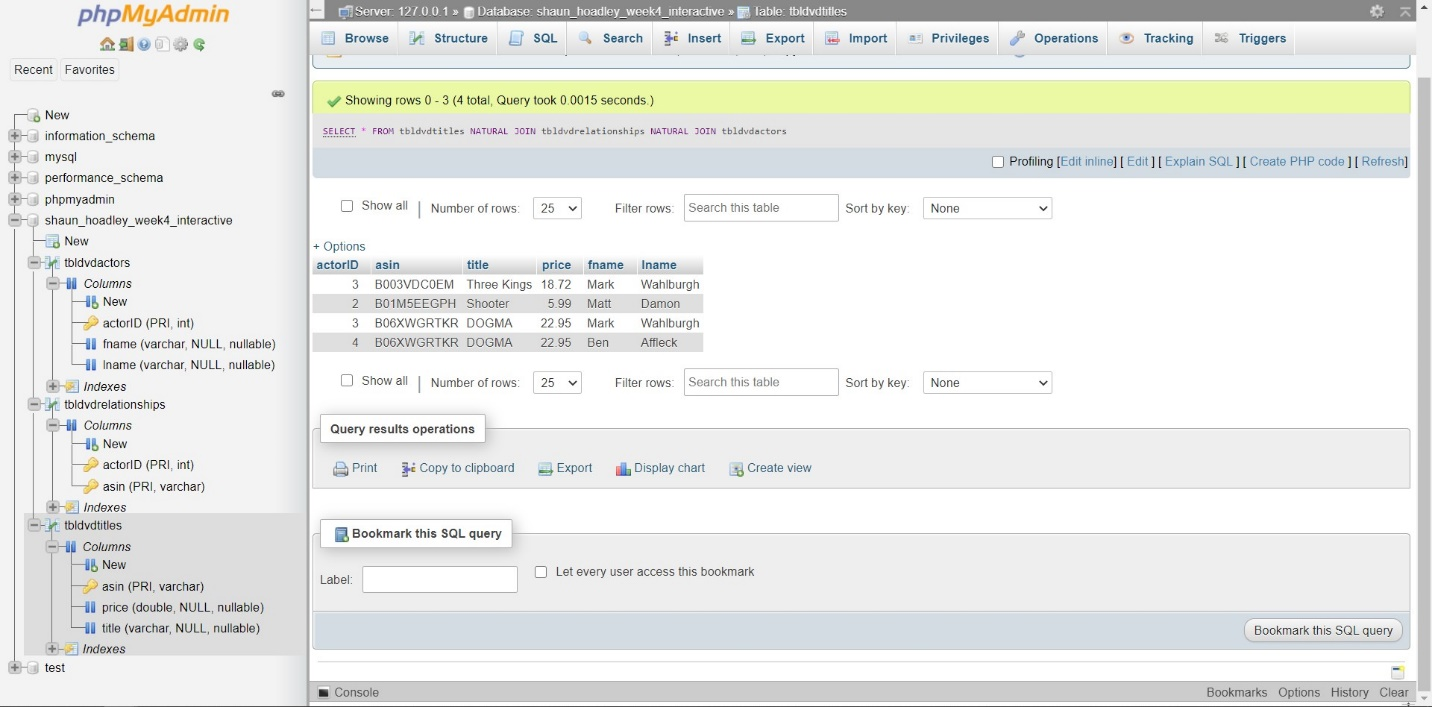 phpMyAdmin
Recent Favorites
New
information_schema
mysql
performance_schema
phpmyadmin
shaun_hoadley_week4_interactive
New
tbldvdactors
Columns
New
actorID (PRI, int)
fname (varchar, NULL, nullable)
lname (varchar, NULL, nullable)
Indexes
tbldvdrelationships
Columns
New
actorID (PRI, int)
asin (PRI, varchar)
Indexes
tbldvdtitles
Columns
New
asin (PRI, varchar)
price (double, NULL, nullable)
title (varchar, NULL, nullable)
Indexes
test
Server: 127.0.0.1 » Database: shaun_hoadley_week4_interactive » Table: tbldvdtitles
Browse Structure SQL Search Insert Export Import Privileges Operations Tracking Triggers
Showing rows 0 - 3 (4 total, Query took 0.0015 seconds.)
SELECT * FROM tbldvdtitles NATURAL JOIN tbldvdrelationships NATURAL JOIN tbldvdactors
Profiling [Edit inline] [ Edit ] [ Explain SQL ] [ Create PHP code ] [ Refresh]
Show all | Number of rows: 25 Filter rows: Search this table Sort by key: None
+ Options
actorID asin title price fname lname
3 B003VDC0EM Three Kings 18.72 Mark Wahlburgh
2 B01M5EEGPH Shooter 5.99 Matt Damon
3 B06XWGRTKR DOGMA 22.95 Mark Wahlburgh
4 B06XWGRTKR DOGMA 22.95 Ben Affleck
Show all | Number of rows: 25 Filter rows: Search this table Sort by key: None
Query results operations
Print Copy to clipboard Export Display chart Create view
Bookmark this SQL query
Label: Let every user access this bookmark
Bookmark this SQL query
Console Bookmarks Options History Clear